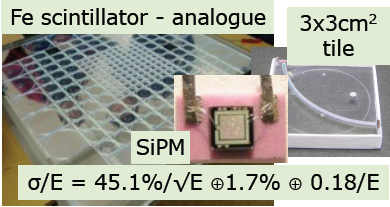 Fe scintillator - analogue
3x3cm²
tile
SiPM
σ/E = 45.1%/√E ⊕1.7% ⊕ 0.18/E